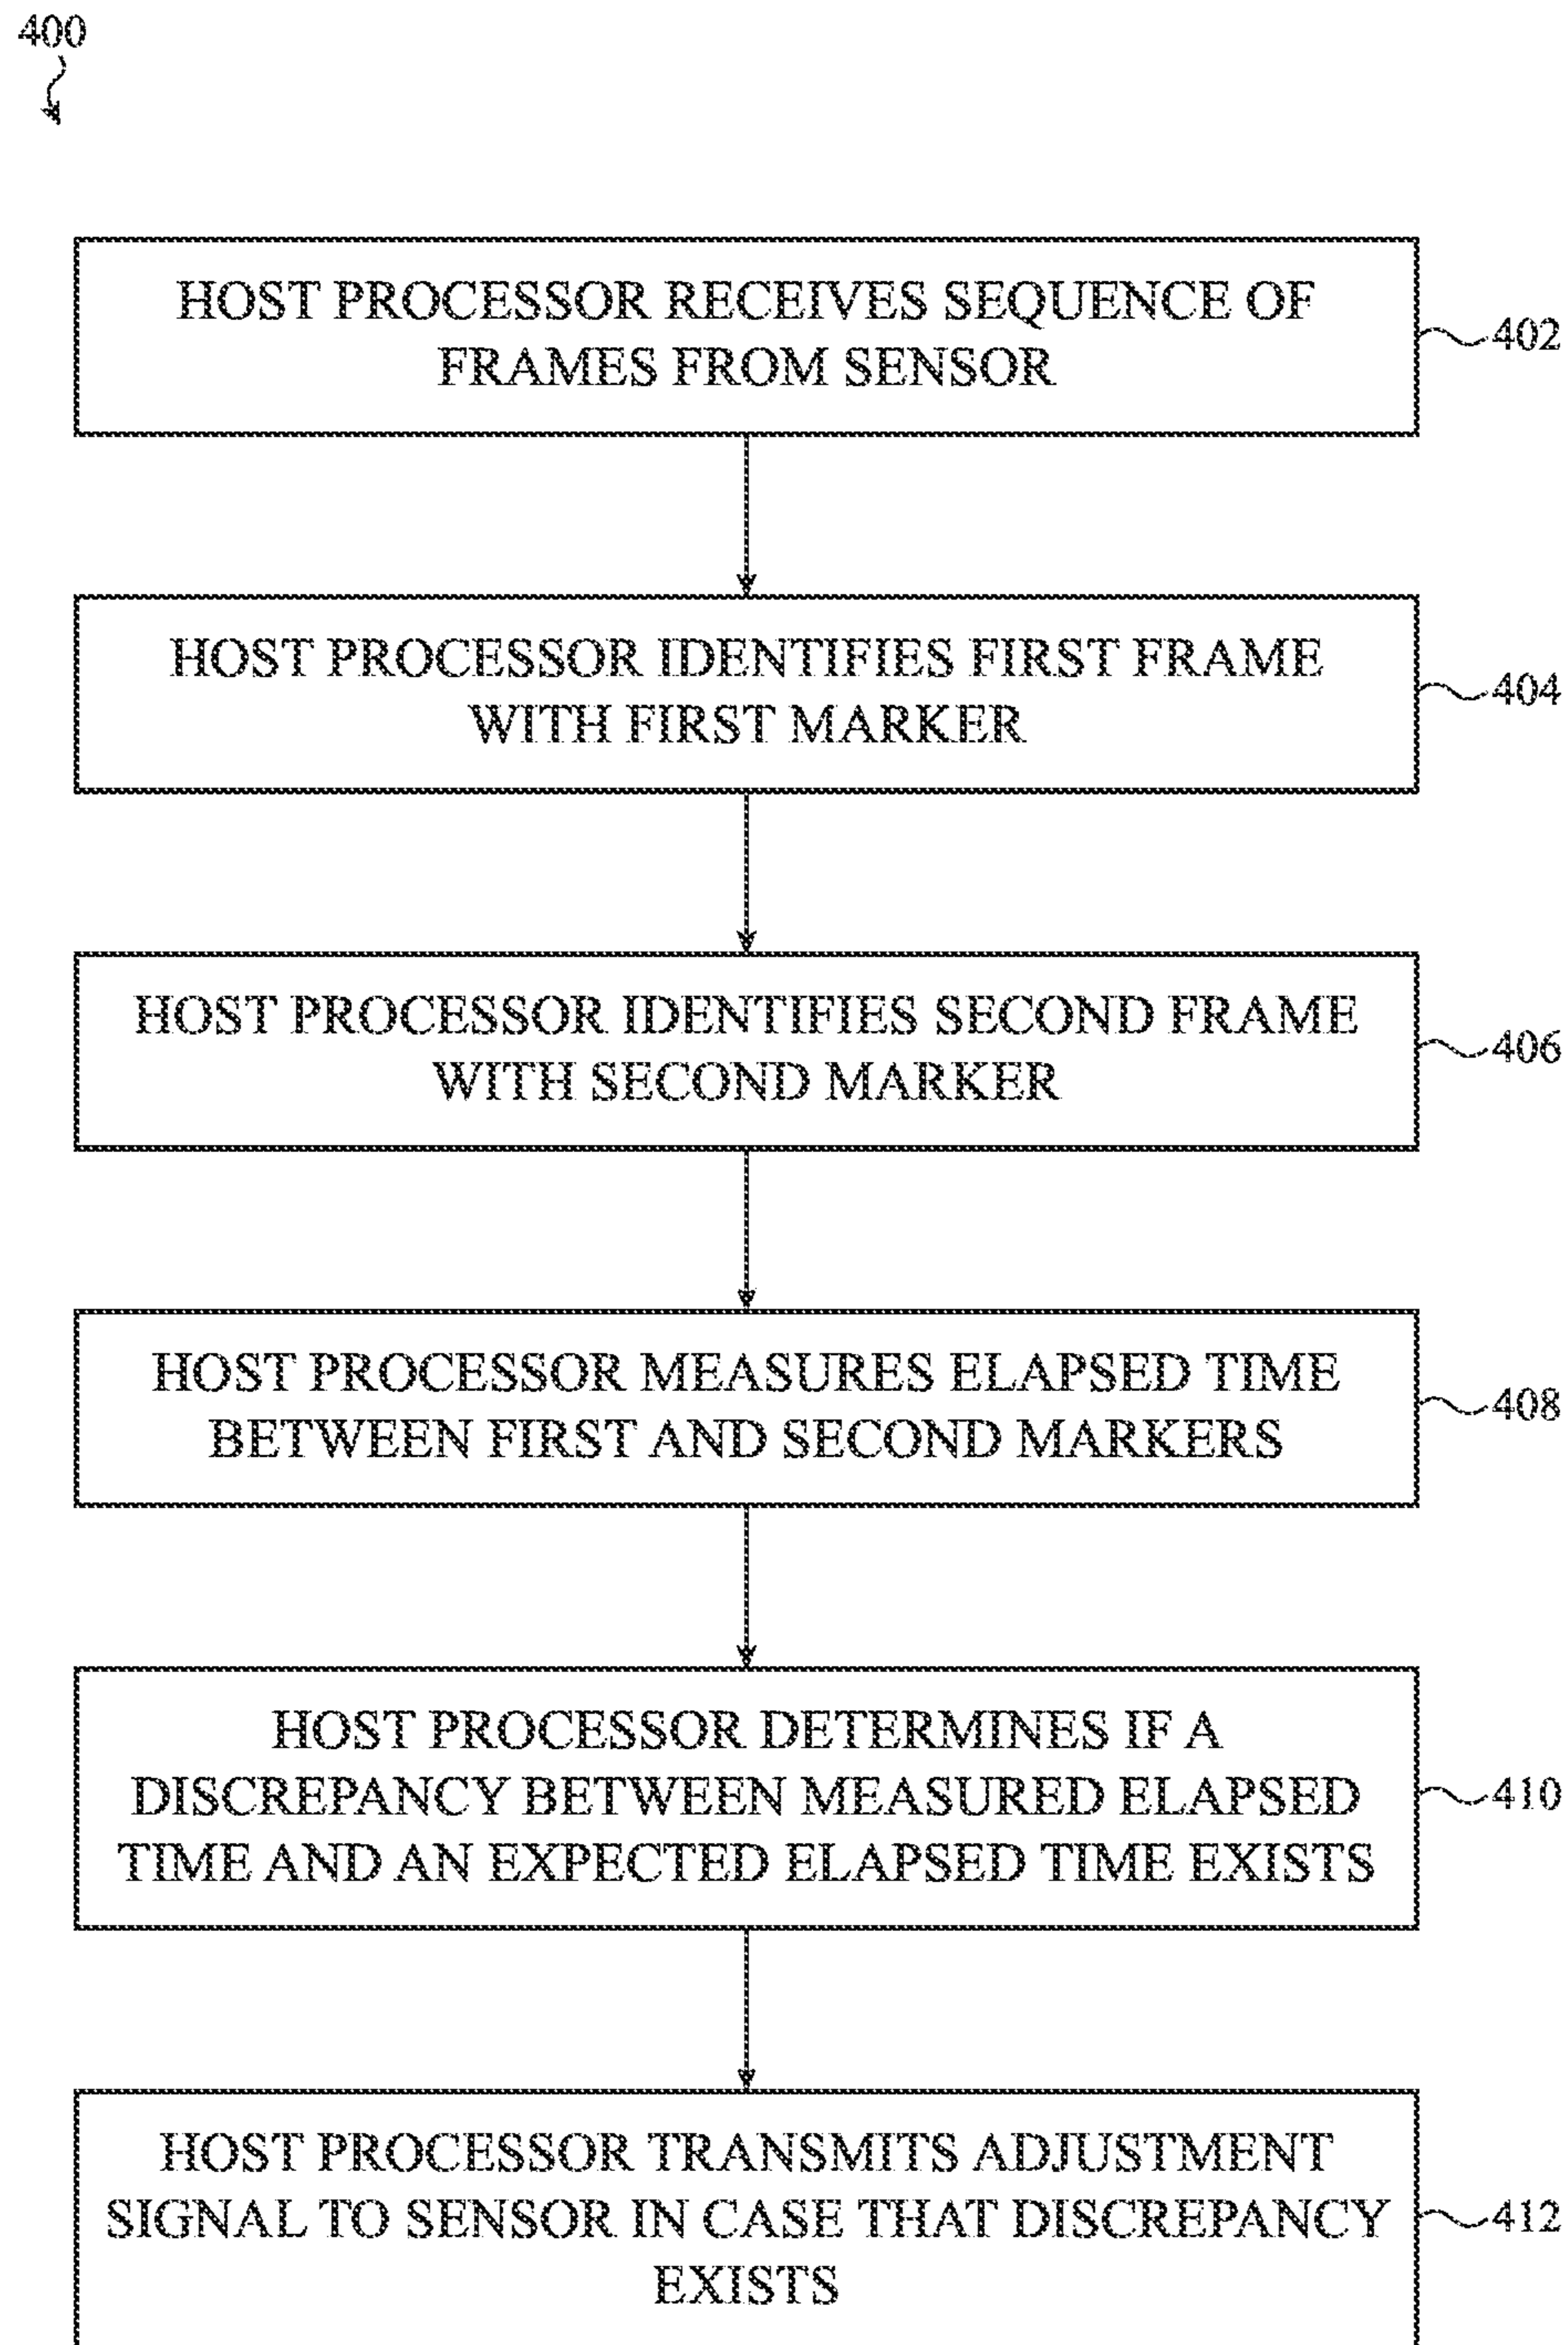 400
HOST PROCESSOR RECEIVES SEQUENCE OF
FRAMES FROM SENSOR
402
HOST PROCESSOR IDENTIFIES FIRST FRAME
WITH FIRST MARKER
404
HOST PROCESSOR IDENTIFIES SECOND FRAME
WITH SECOND MARKER
406
HOST PROCESSOR MEASURES ELAPSED TIME
BETWEEN FIRST AND SECOND MARKERS
408
HOST PROCESSOR DETERMINES IF A
DISCREPANCY BETWEEN MEASURED ELAPSED
TIME AND AN EXPECTED ELAPSED TIME EXISTS
410
HOST PROCESSOR TRANSMITS ADJUSTMENT
SIGNAL TO SENSOR IN CASE THAT DISCREPANCY
EXISTS
412